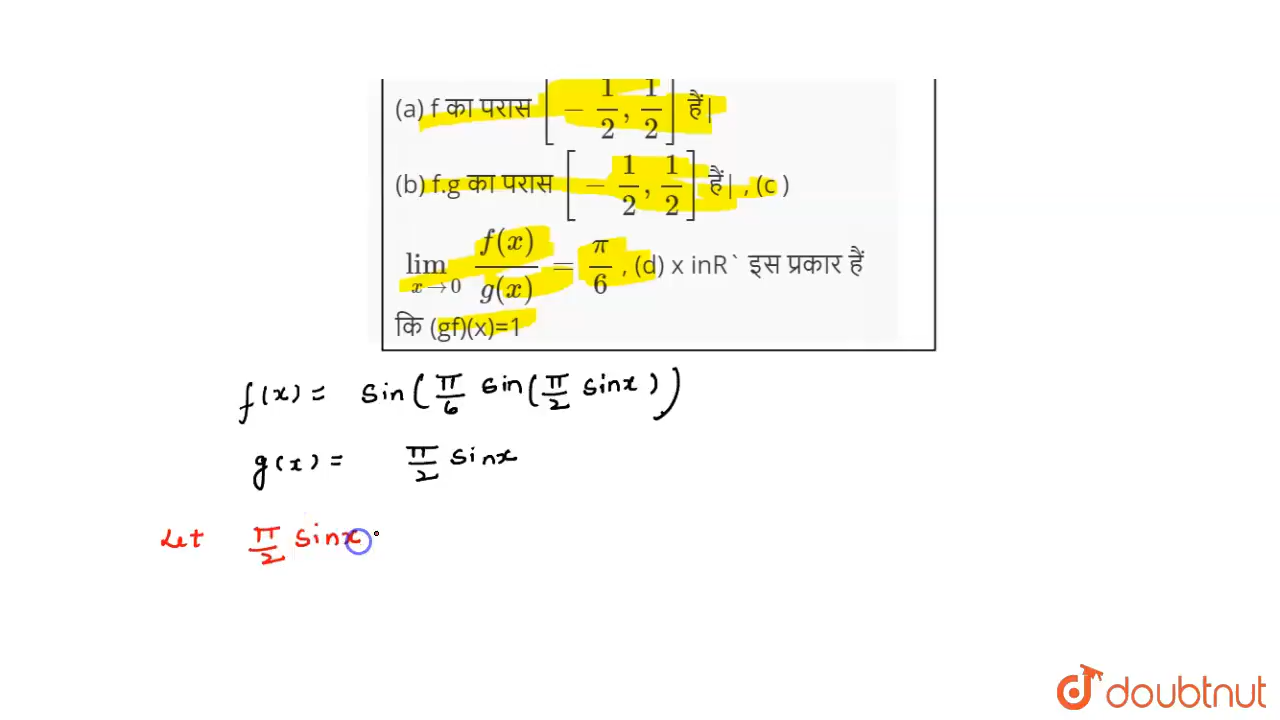 (a) f का परास [ − 1/2 , 1/2 ] हैं|
(b) f.g का परास [ − 1/2 , 1/2 ] हैं| , (c )
lim x→0 f(x)/g(x) = π/6 , (d) x inR` इस प्रकार हैं
कि (gf)(x)=1
f(x) = sin(π/6 sin(π/2 sinx))
g(x) = π/2 sinx
Let π/2 sinx
doubtnut